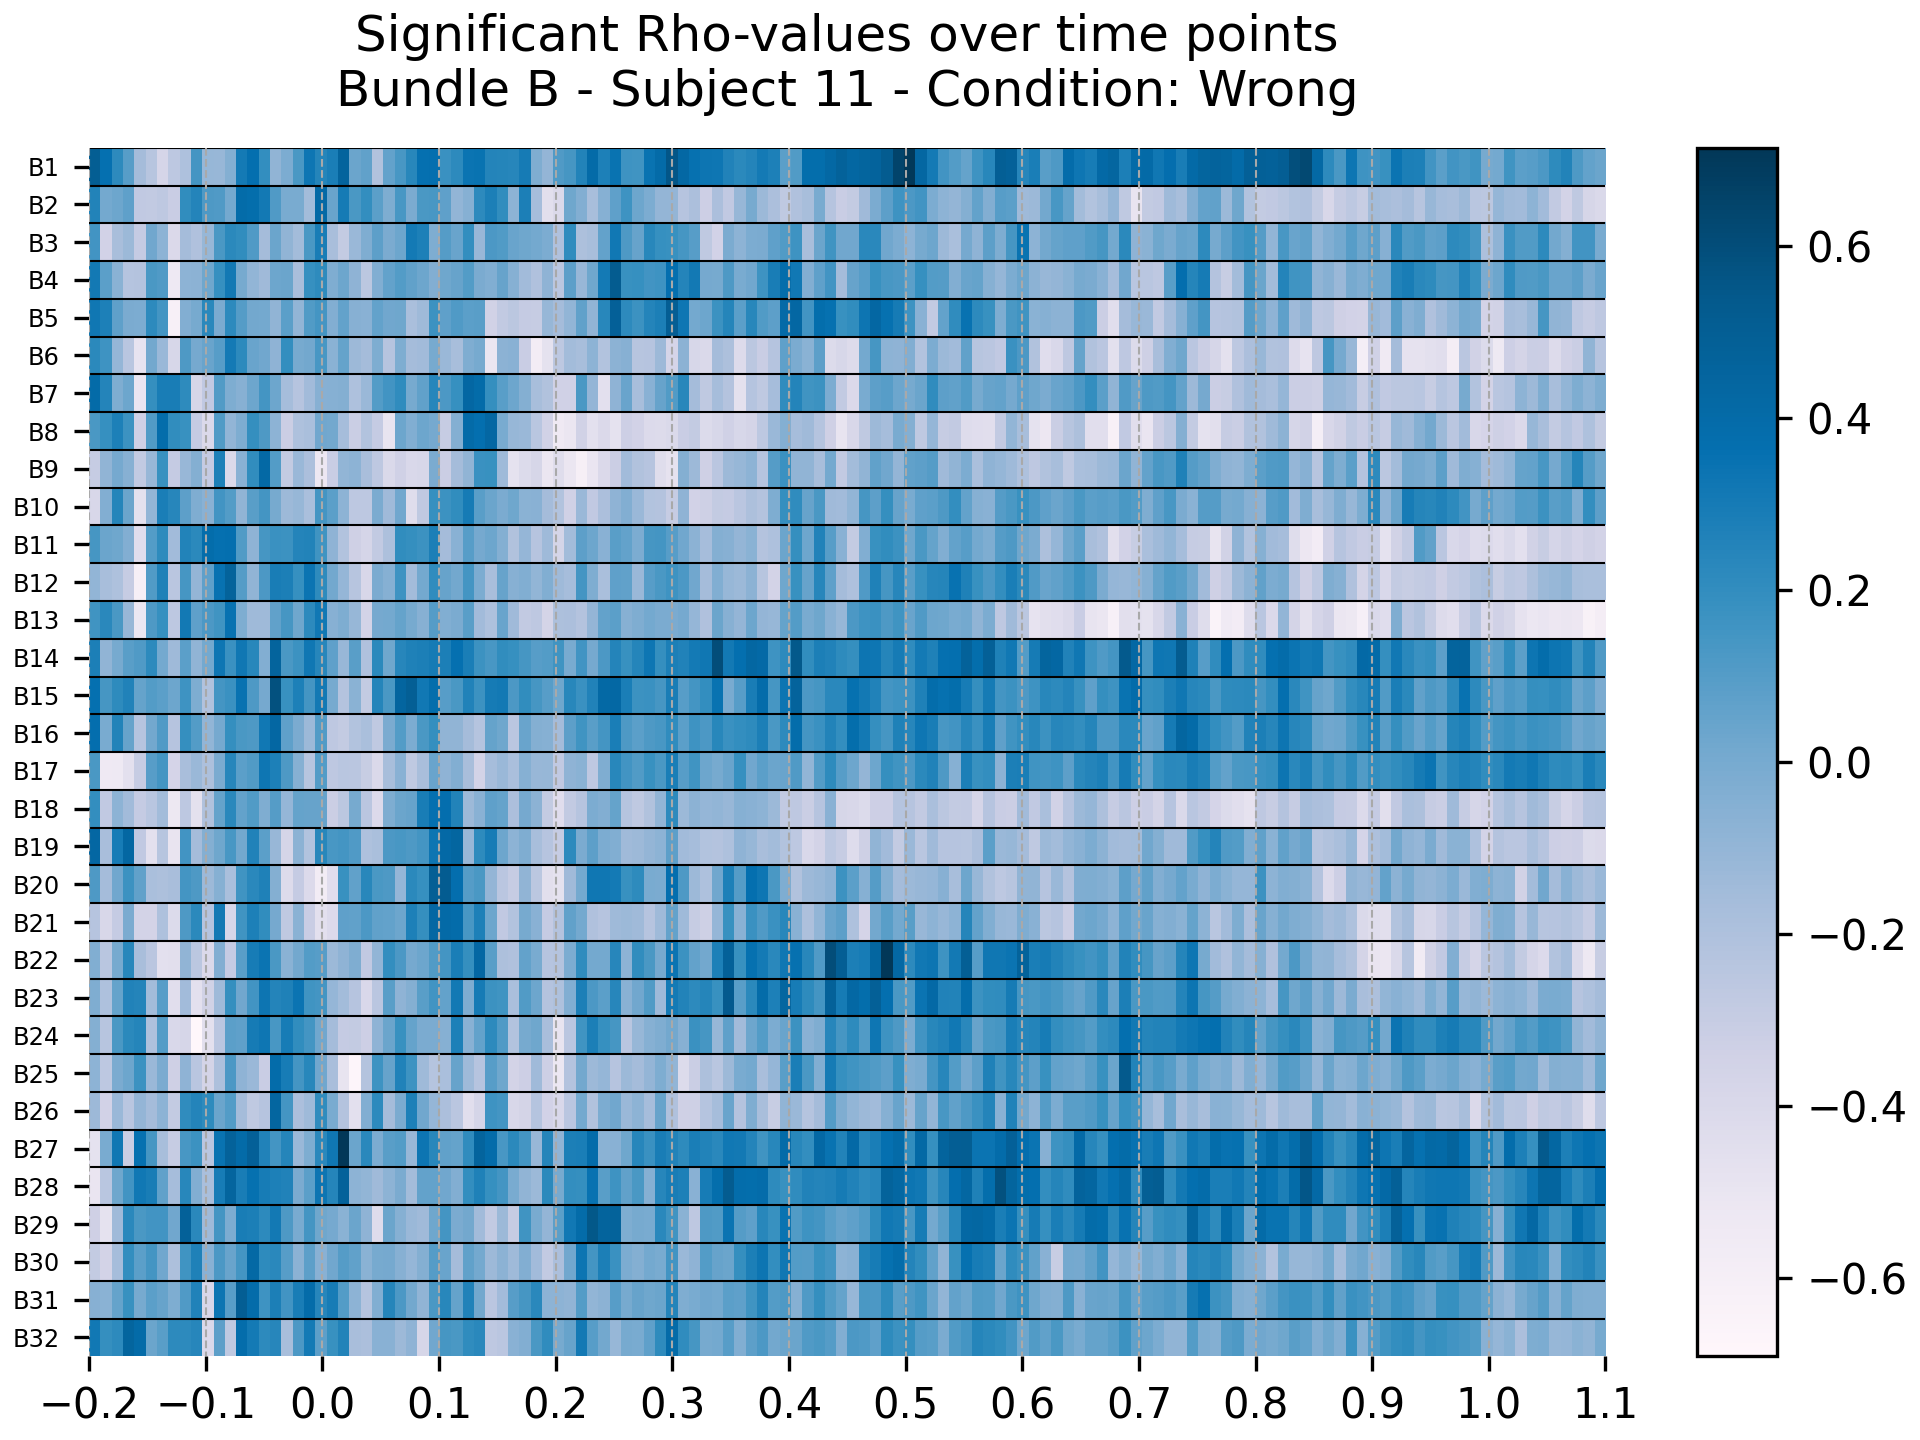 Significant Rho-values over time points
Bundle B - Subject 11 - Condition: Wrong
B1
B2
B3
B4
B5
B6
B7
B8
B9
B10
B11
B12
B13
B14
B15
B16
B17
B18
B19
B20
B21
B22
B23
B24
B25
B26
B27
B28
B29
B30
B31
B32
−0.2 −0.1 0.0 0.1 0.2 0.3 0.4 0.5 0.6 0.7 0.8 0.9 1.0 1.1
0.6
0.4
0.2
0.0
−0.2
−0.4
−0.6